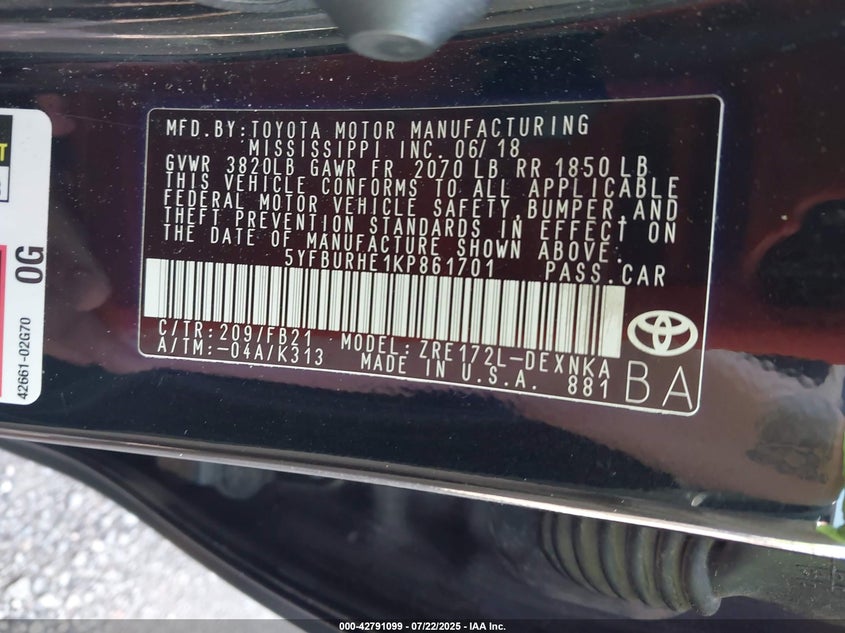 MFD.BY:TOYOTA MOTOR MANUFACTURING
MISSISSIPPI INC. 06/18
GVWR 3820LB GAWR FR 2070 LB RR 1850 LB
THIS VEHICLE CONFORMS TO ALL APPLICABLE
FEDERAL MOTOR VEHICLE SAFETY,BUMPER,AND
THEFT PREVENTION STANDARDS IN EFFECT ON
THE DATE OF MANUFACTURE SHOWN ABOVE.
5YFBURHE1KP861701 PASS.CAR
C/TR:209/FB21 MODEL:ZRE172L-DEXNKA
A/TM:-04A/K313 MADE IN U.S.A. 881
BA
0G
42661-02G70
000-42791099 - 07/22/2025 - IAA Inc.